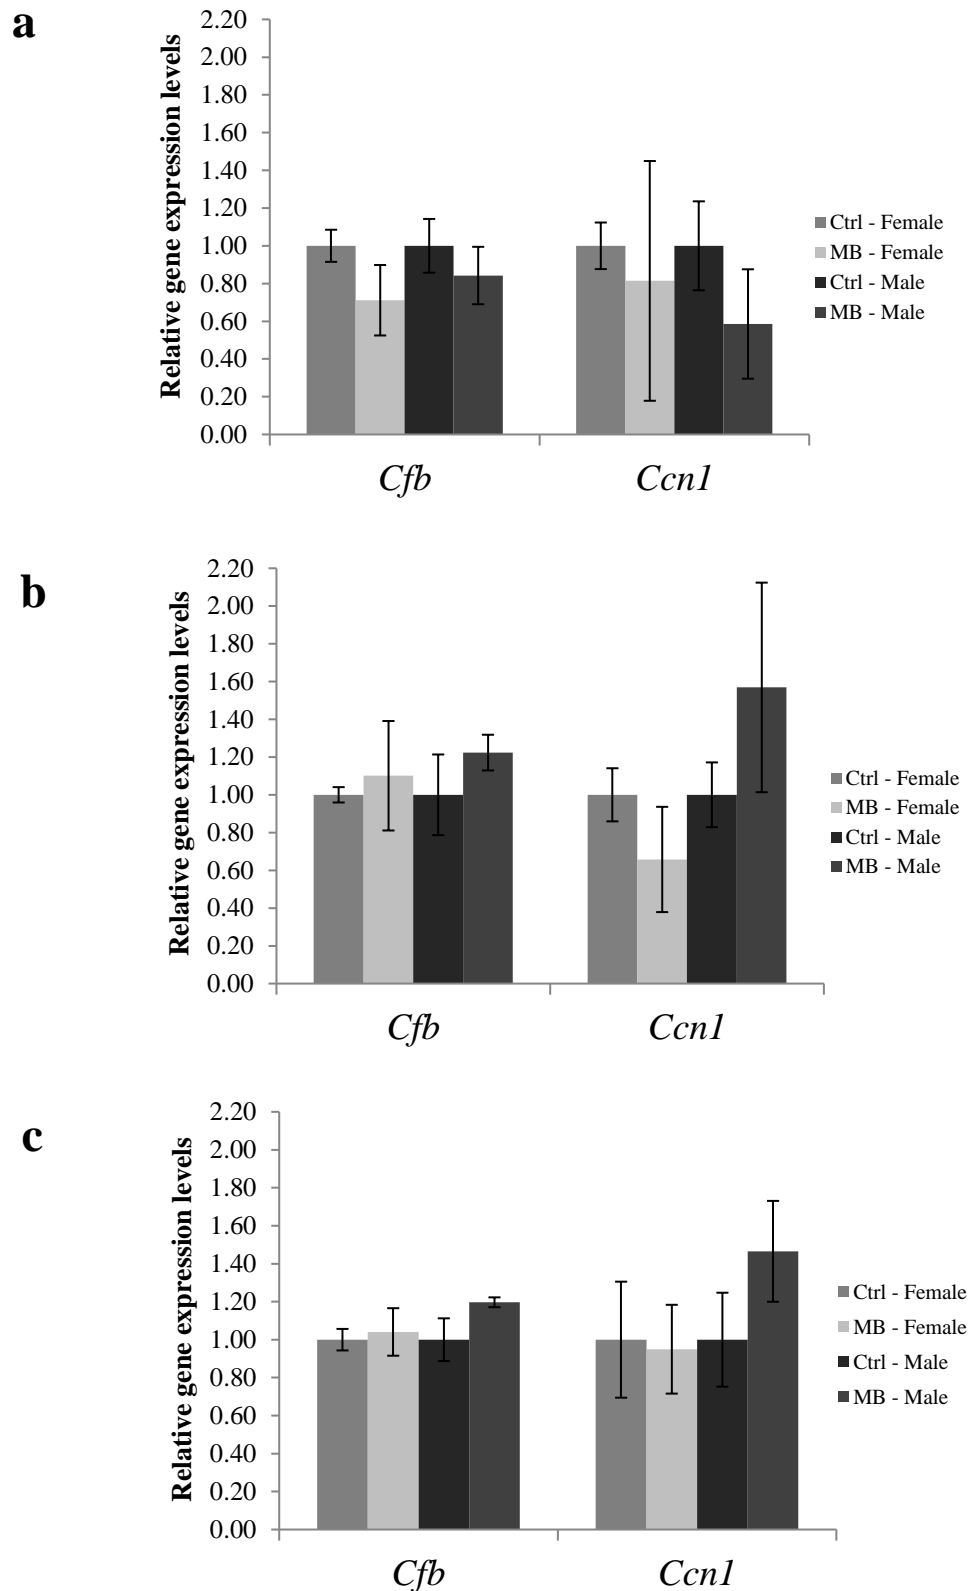 a
Relative gene expression levels
2.20
2.00
1.80
1.60
1.40
1.20
1.00
0.80
0.60
0.40
0.20
0.00
Cfb Ccn1
Ctrl - Female
MB - Female
Ctrl - Male
MB - Male
b
Relative gene expression levels
2.20
2.00
1.80
1.60
1.40
1.20
1.00
0.80
0.60
0.40
0.20
0.00
Cfb Ccn1
Ctrl - Female
MB - Female
Ctrl - Male
MB - Male
c
Relative gene expression levels
2.20
2.00
1.80
1.60
1.40
1.20
1.00
0.80
0.60
0.40
0.20
0.00
Cfb Ccn1
Ctrl - Female
MB - Female
Ctrl - Male
MB - Male